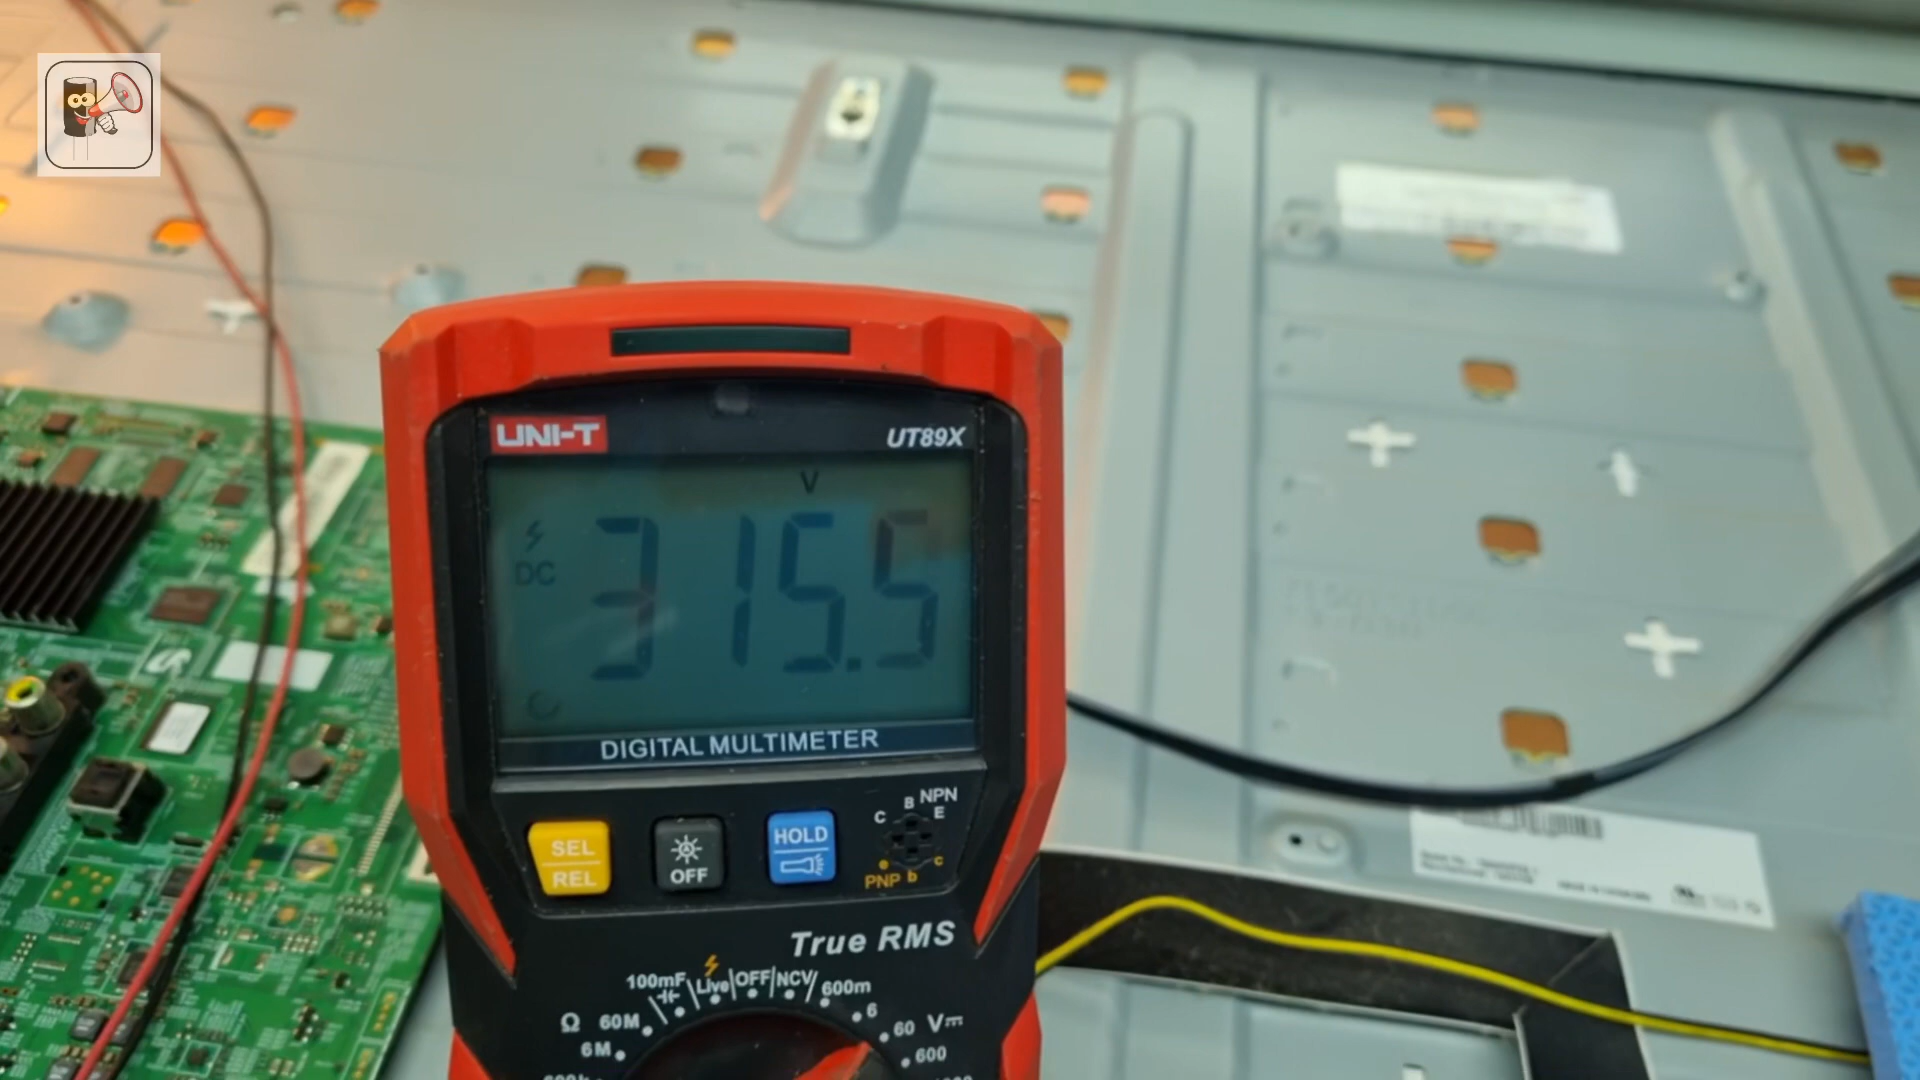 UNI-T
UT89X
V
DC
315.5
DIGITAL MULTIMETER
SEL
REL
OFF
HOLD
B NPN
C E
e c
PNP b
True RMS
100mF Live OFF NCV 600m
Ω 60M 6 60 V
6M 600